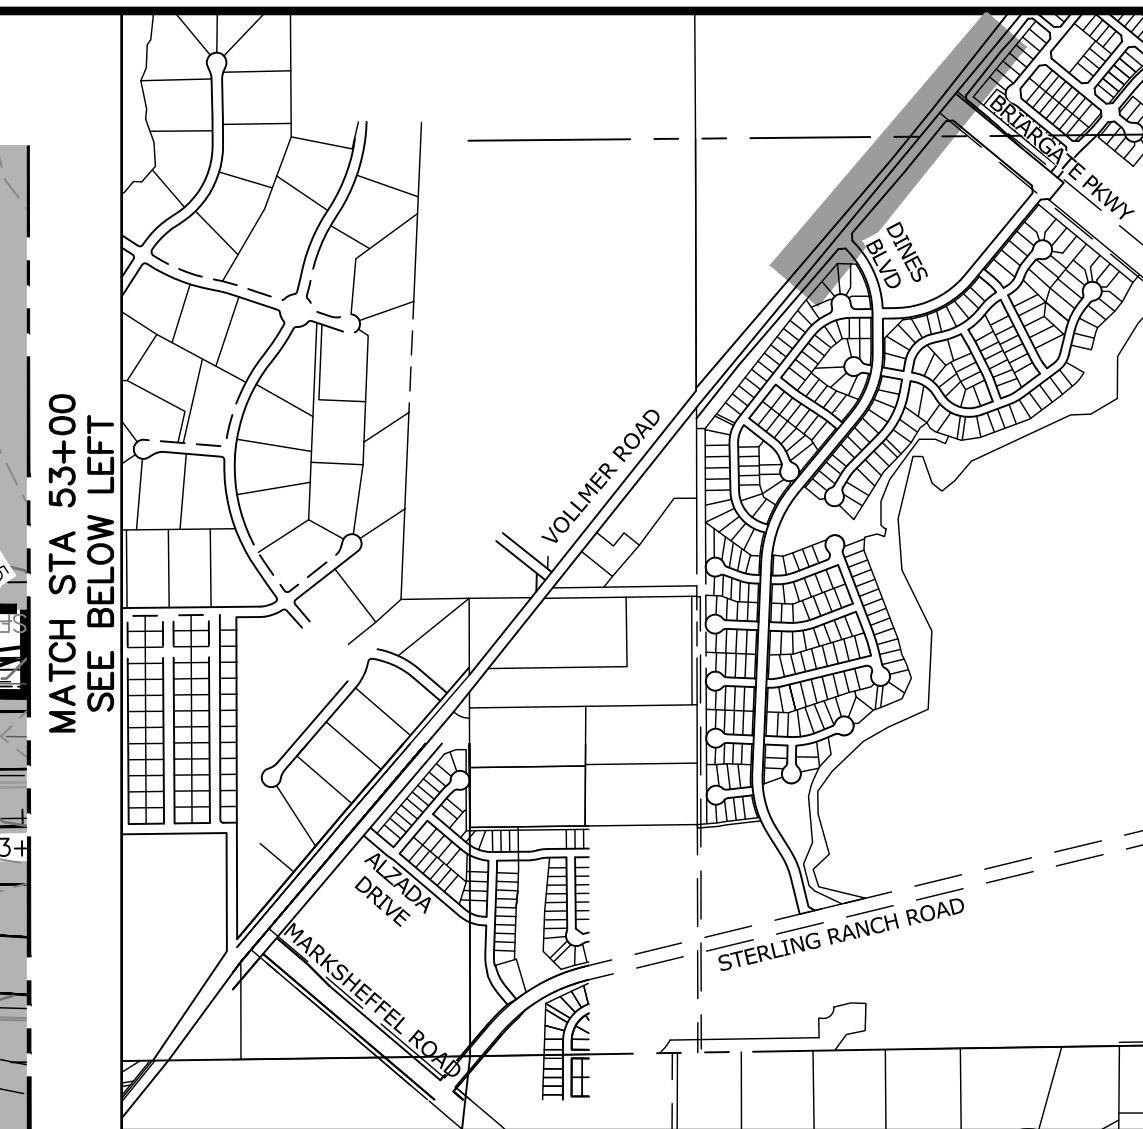 MATCH STA 53+00
SEE BELOW LEFT
BRIARGATE PKWY
DINES
BLVD
VOLLMER ROAD
ALZADA
DRIVE
MARKSHEFFEL ROAD
STERLING RANCH ROAD
3+